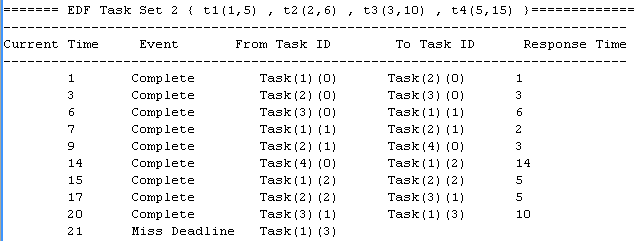 ======= EDF Task Set 2 { t1(1,5) , t2(2,6) , t3(3,10) , t4(5,15) }=============
Current Time Event From Task ID To Task ID Response Time
1 Complete Task(1)(0) Task(2)(0) 1
3 Complete Task(2)(0) Task(3)(0) 3
6 Complete Task(3)(0) Task(1)(1) 6
7 Complete Task(1)(1) Task(2)(1) 2
9 Complete Task(2)(1) Task(4)(0) 3
14 Complete Task(4)(0) Task(1)(2) 14
15 Complete Task(1)(2) Task(2)(2) 5
17 Complete Task(2)(2) Task(3)(1) 5
20 Complete Task(3)(1) Task(1)(3) 10
21 Miss Deadline Task(1)(3)